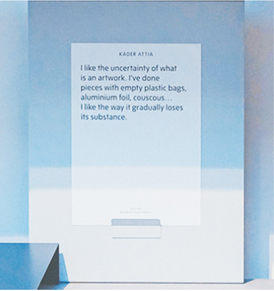 KADER ATTIA
I like the uncertainty of what
is an artwork. I've done
pieces with empty plastic bags,
aluminium foil, couscous...
I like the way it gradually loses
its substance.